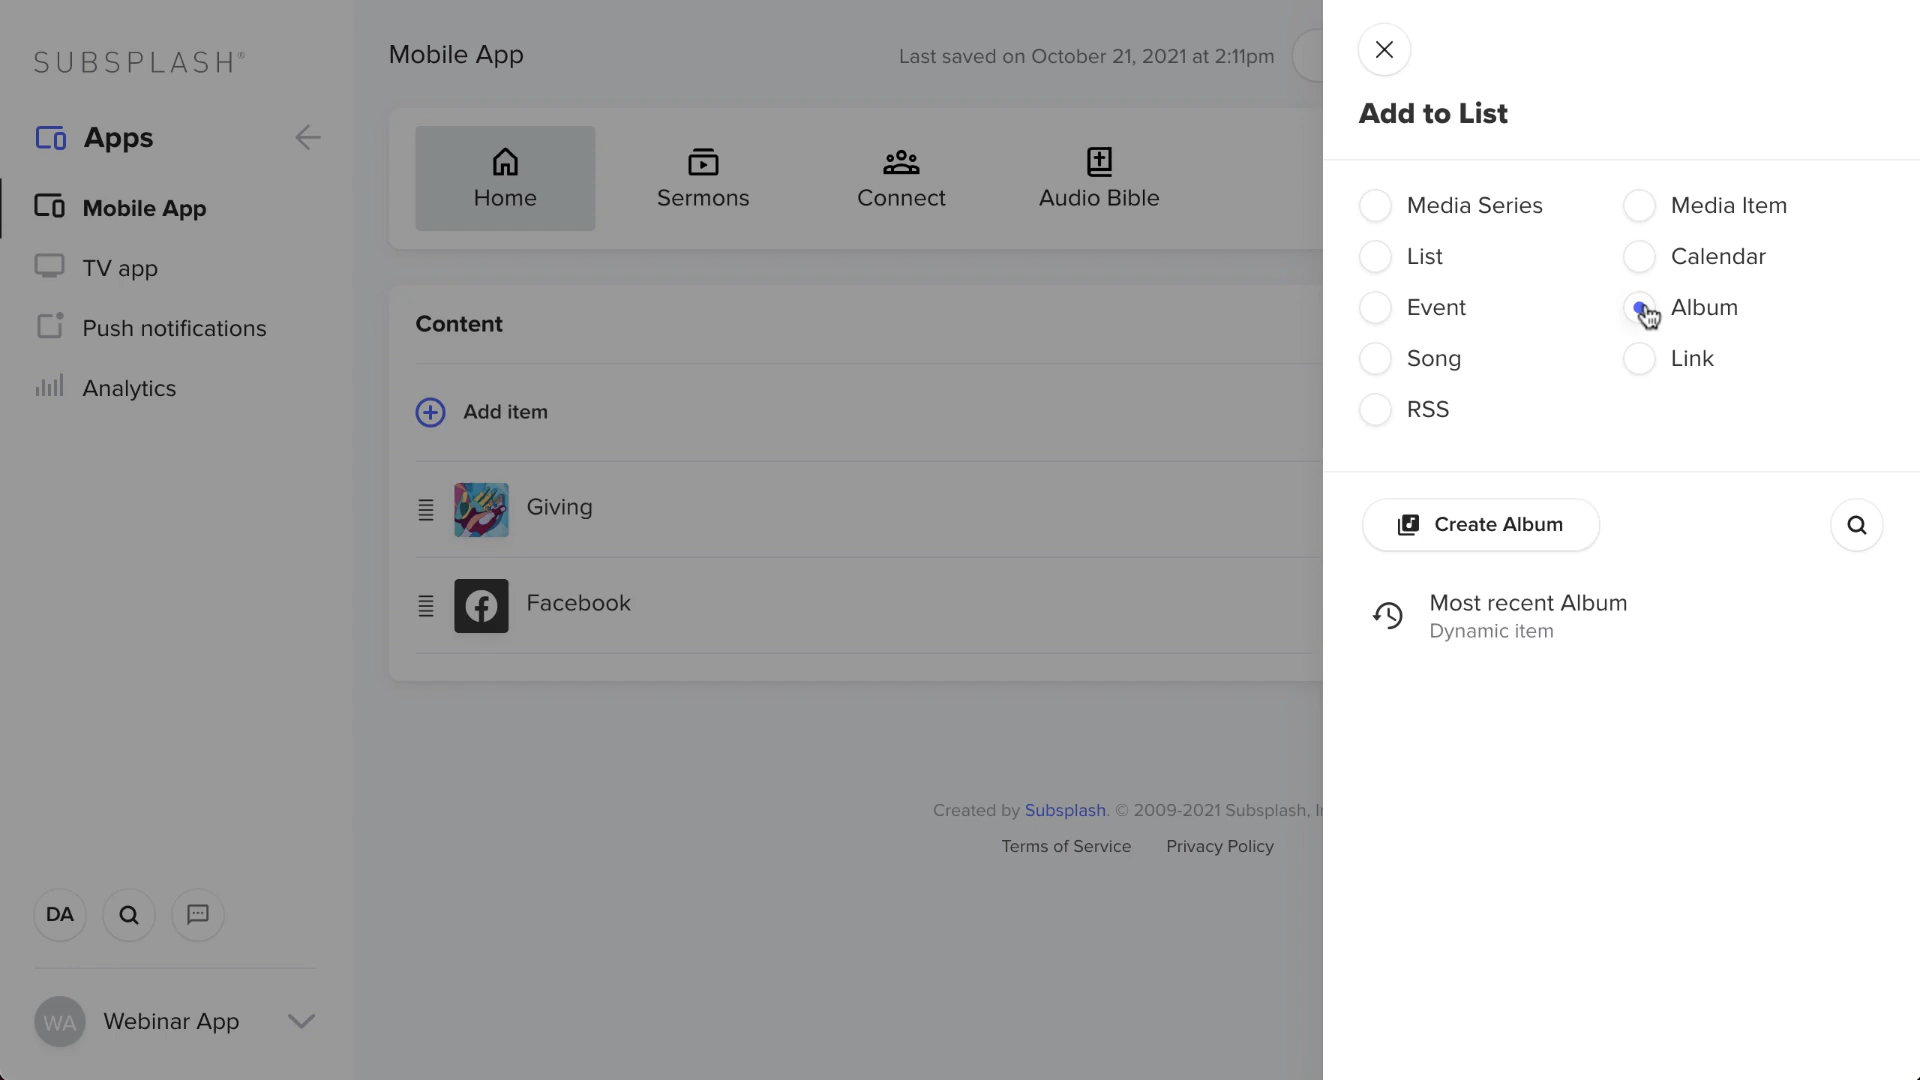 SUBSPLASH®
Apps
Mobile App
TV app
Push notifications
Analytics
DA
WA
Webinar App
Mobile App
Last saved on October 21, 2021 at 2:11pm
Home
Sermons
Connect
Audio Bible
Content
Add item
Giving
Facebook
Created by Subsplash. © 2009-2021 Subsplash,
Terms of Service
Privacy Policy
Add to List
Media Series
Media Item
List
Calendar
Event
Album
Song
Link
RSS
Create Album
Most recent Album
Dynamic item